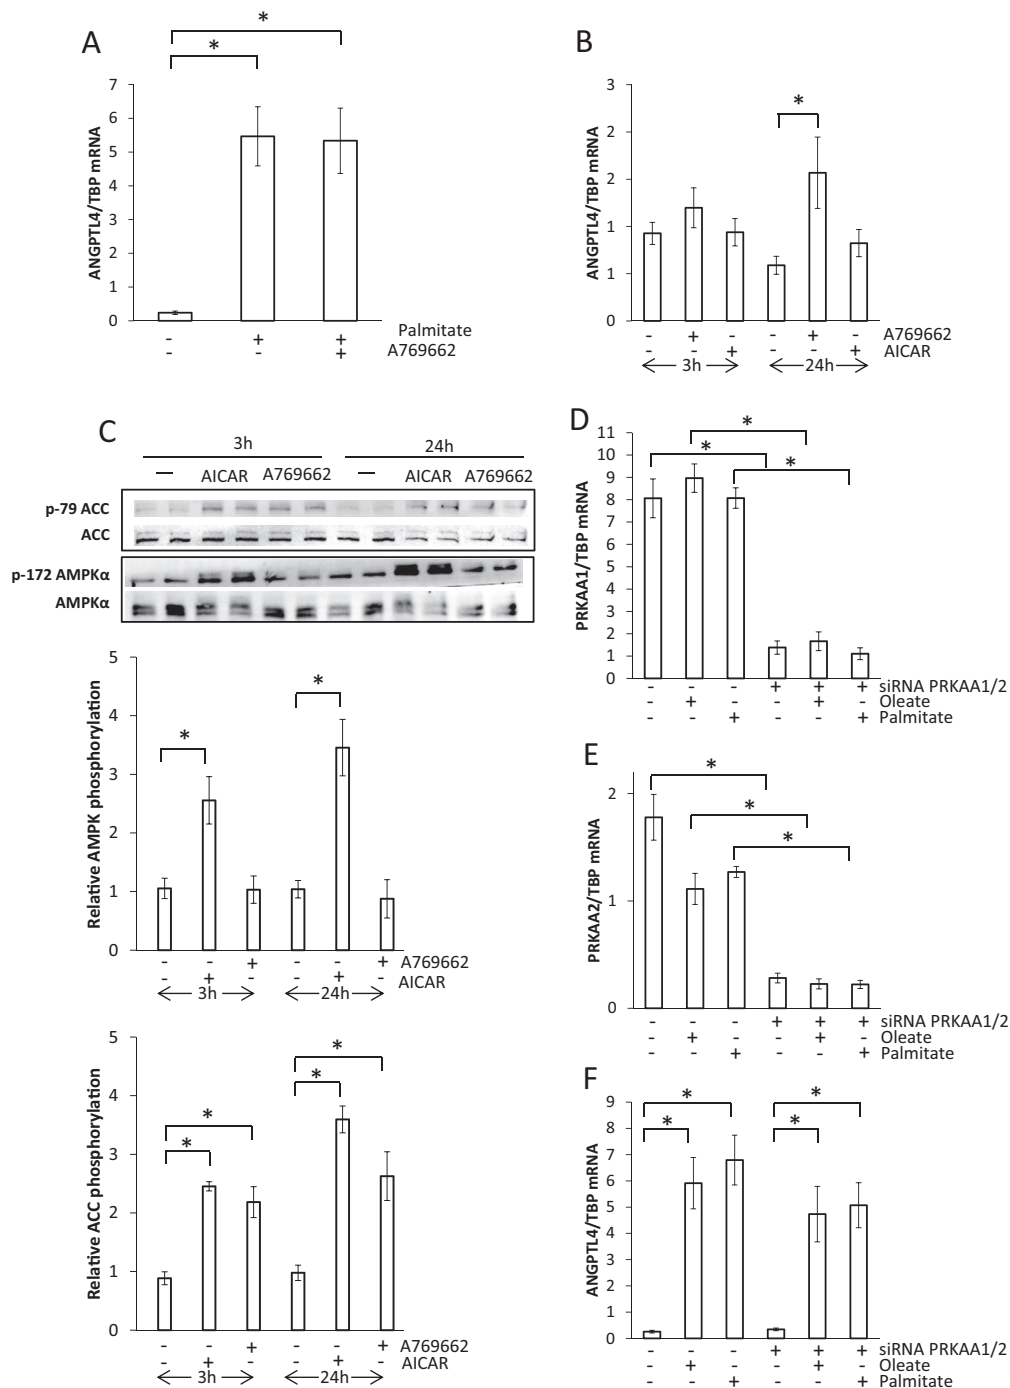 A
*
*
7
6
5
4
3
2
1
0
ANGPTL4/TBP mRNA
- + + Palmitate
- - + A769662
B
*
3
2
2
1
1
0
ANGPTL4/TBP mRNA
- + - - + - A769662
- - + - - + AICAR
3h 24h
C
3h 24h
— AICAR A769662 — AICAR A769662
p-79 ACC
ACC
p-172 AMPKα
AMPKα
5
4
3
2
1
0
Relative AMPK phosphorylation
* *
- - + - - + A769662
- + - - + - AICAR
3h 24h
5
4
3
2
1
0
Relative ACC phosphorylation
* * * *
- - + - - + A769662
- + - - + - AICAR
3h 24h
D
11
10
9
8
7
6
5
4
3
2
1
0
PRKAA1/TBP mRNA
* * *
- - - + + + siRNA PRKAA1/2
- + - - + - Oleate
- - + - - + Palmitate
E
2
1
0
PRKAA2/TBP mRNA
* * *
- - - + + + siRNA PRKAA1/2
- + - - + - Oleate
- - + - - + Palmitate
F
9
8
7
6
5
4
3
2
1
0
ANGPTL4/TBP mRNA
* * * *
- - - + + + siRNA PRKAA1/2
- + - - + - Oleate
- - + - - + Palmitate